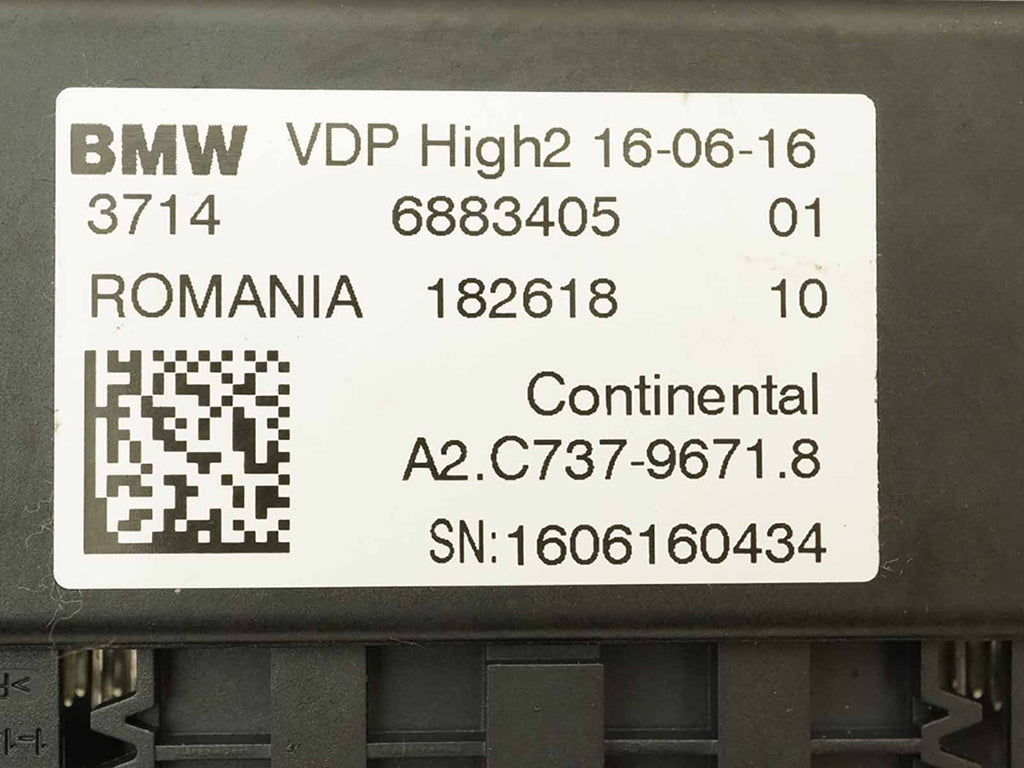 BMW VDP High2 16-06-16
3714 6883405 01
ROMANIA 182618 10
Continental
A2.C737-9671.8
SN:1606160434